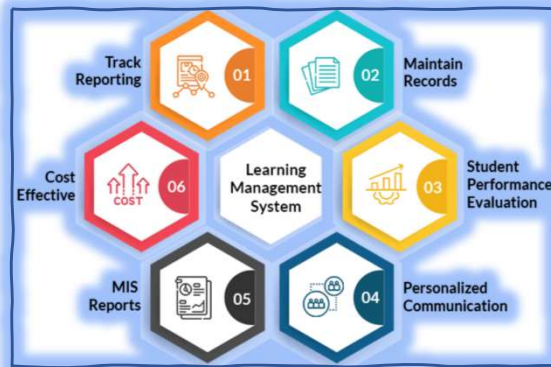 Track
Reporting
01
02
Maintain
Records
Cost
Effective
COST
06
Learning
Management
System
03
Student
Performance
Evaluation
MIS
Reports
05
04
Personalized
Communication